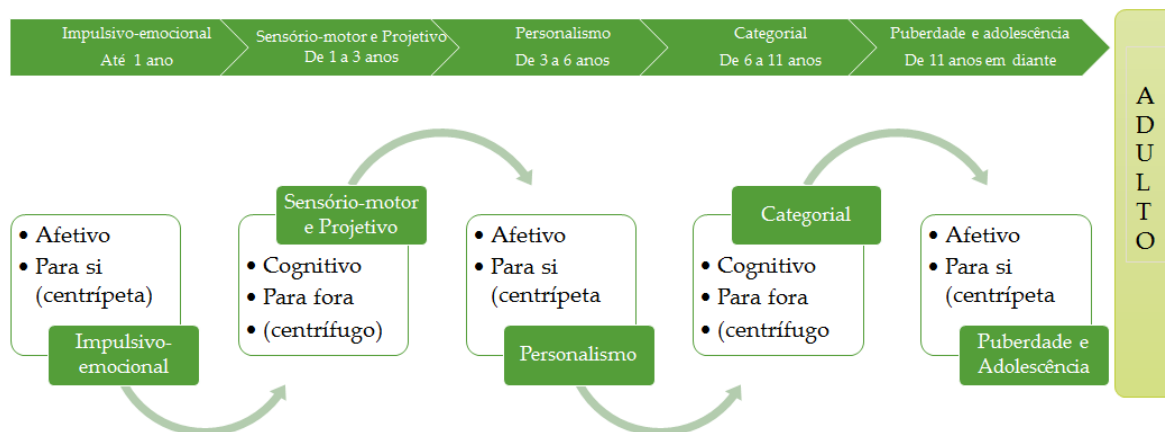 Impulsivo-emocional
Até 1 ano
Sensório-motor e Projetivo
De 1 a 3 anos
Personalismo
De 3 a 6 anos
Categorial
De 6 a 11 anos
Puberdade e adolescência
De 11 anos em diante
A
D
U
L
T
O
• Afetivo
• Para si
(centrípeta)
Impulsivo-
emocional
Sensório-motor
e Projetivo
• Cognitivo
• Para fora
• (centrífugo)
• Afetivo
• Para si
(centrípeta
Personalismo
Categorial
• Cognitivo
• Para fora
• (centrífugo
• Afetivo
• Para si
(centrípeta
Puberdade e
Adolescência